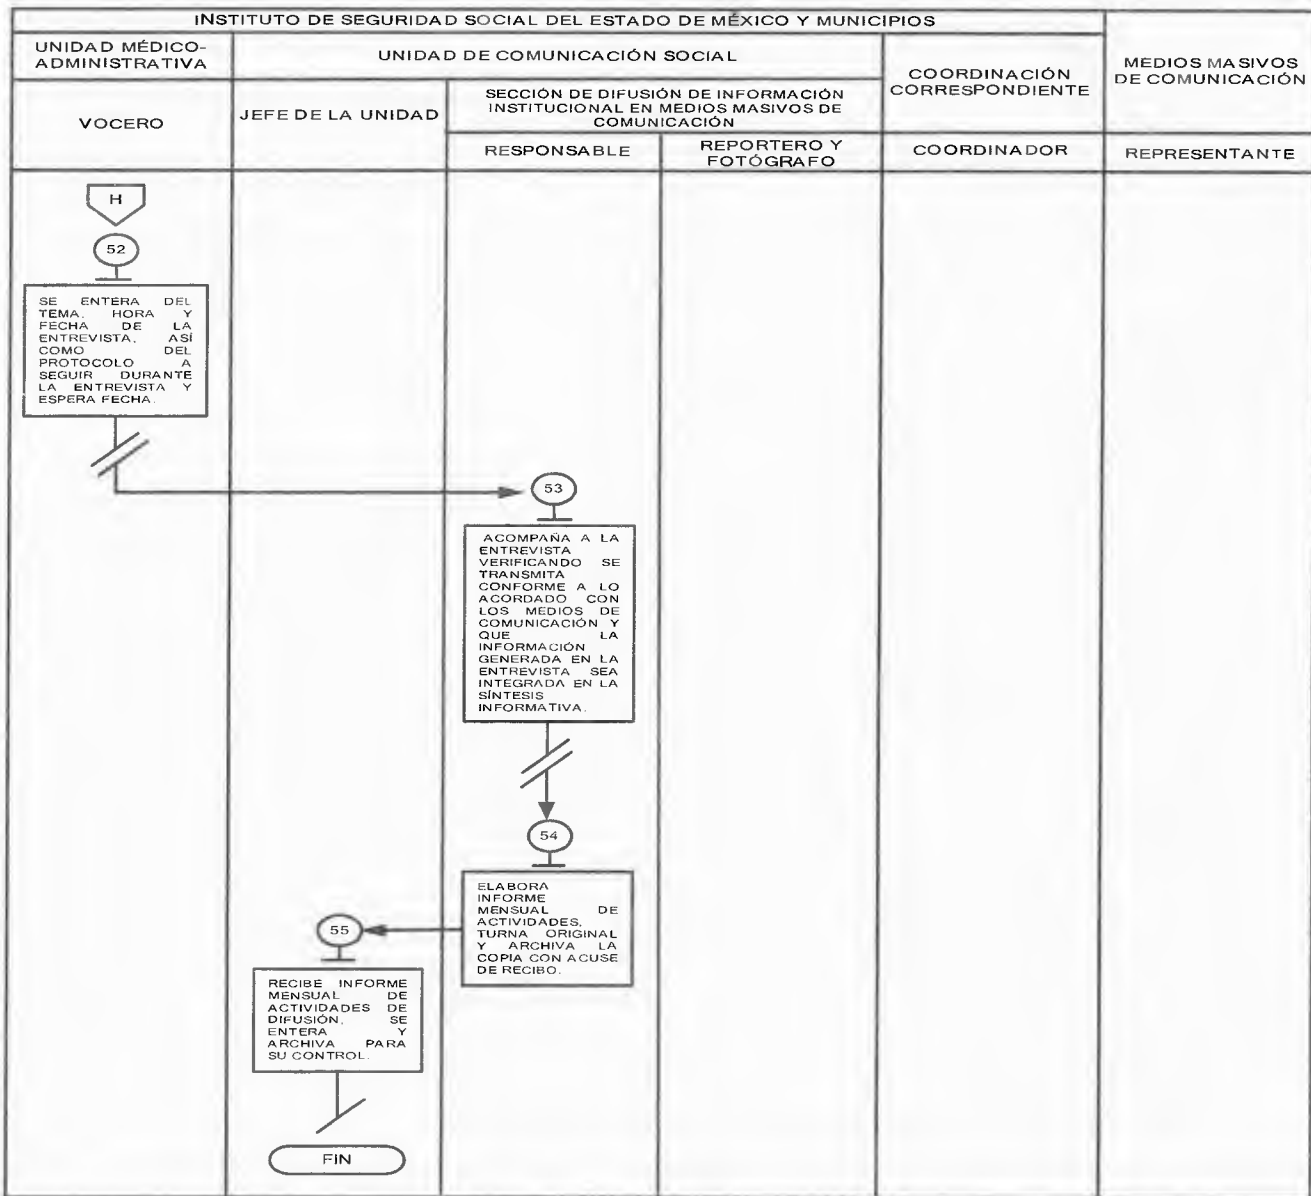 INSTITUTO DE SEGURIDAD SOCIAL DEL ESTADO DE MÉXICO Y MUNICIPIOS
UNIDAD MÉDICO-
ADMINISTRATIVA
UNIDAD DE COMUNICACIÓN SOCIAL
COORDINACIÓN
CORRESPONDIENTE
MEDIOS MASIVOS
DE COMUNICACIÓN
VOCERO
JEFE DE LA UNIDAD
SECCIÓN DE DIFUSIÓN DE INFORMACIÓN
INSTITUCIONAL EN MEDIOS MASIVOS DE
COMUNICACIÓN
RESPONSABLE
REPORTERO Y
FOTÓGRAFO
COORDINADOR
REPRESENTANTE
H
52
SE ENTERA DEL
TEMA, HORA Y
FECHA DE LA
ENTREVISTA, ASÍ
COMO DEL
PROTOCOLO A
SEGUIR DURANTE
LA ENTREVISTA Y
ESPERA FECHA.
53
ACOMPAÑA A LA
ENTREVISTA
VERIFICANDO SE
TRANSMITA
CONFORME A LO
ACORDADO CON
LOS MEDIOS DE
COMUNICACIÓN Y
QUE LA
INFORMACIÓN
GENERADA EN LA
ENTREVISTA SEA
INTEGRADA EN LA
SÍNTESIS
INFORMATIVA.
54
ELABORA
INFORME
MENSUAL DE
ACTIVIDADES,
TURNA ORIGINAL
Y ARCHIVA LA
COPIA CON ACUSE
DE RECIBO.
55
RECIBE INFORME
MENSUAL DE
ACTIVIDADES DE
DIFUSIÓN, SE
ENTERA Y
ARCHIVA PARA
SU CONTROL.
FIN